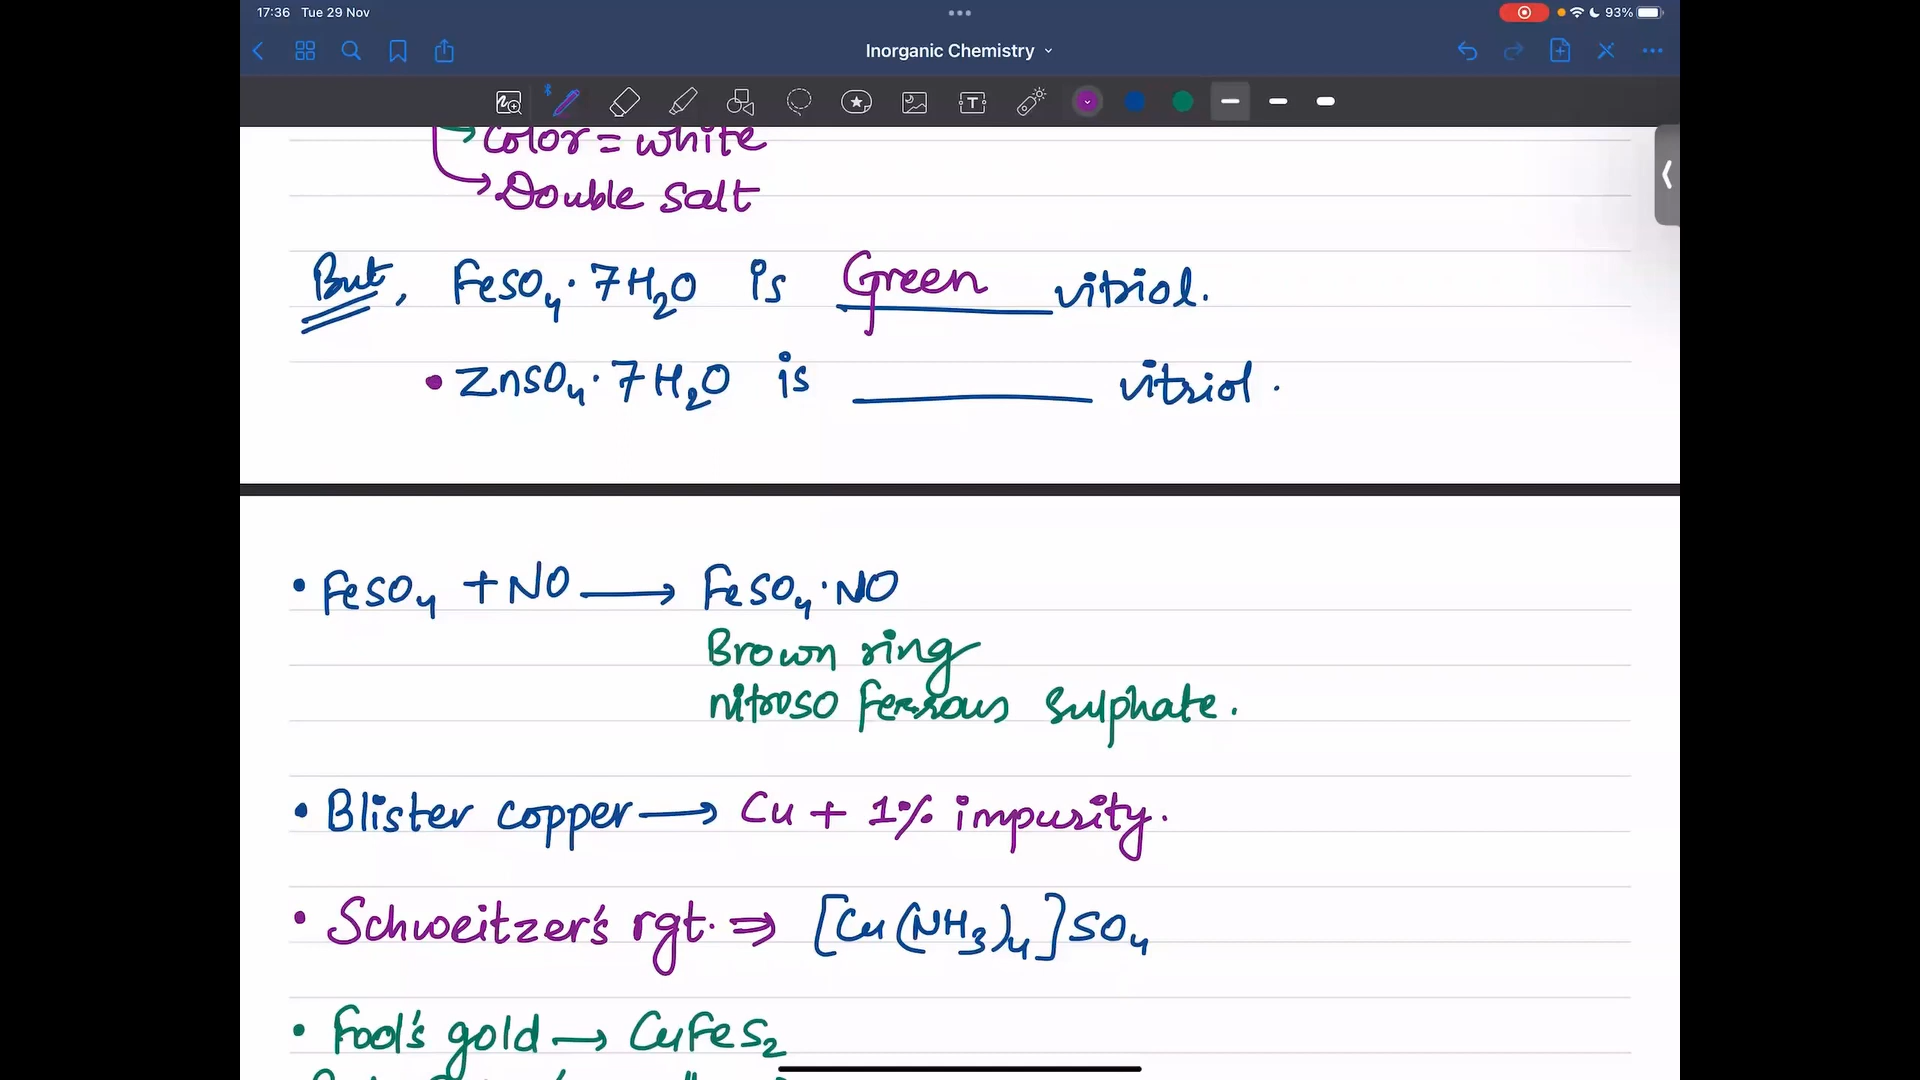 17:36 Tue 29 Nov
93%
Inorganic Chemistry
Color = white
Double salt
But, FeSO₄·7H₂O is Green vitriol.
• ZnSO₄·7H₂O is ________ vitriol.
• FeSO₄ + NO ⟶ FeSO₄·NO
Brown ring
nitroso ferrous sulphate.
• Blister copper ⟶ Cu + 1% impurity.
• Schweitzer's rgt. ⇒ [Cu(NH₃)₄]SO₄
• Fool's gold ⟶ CuFeS₂